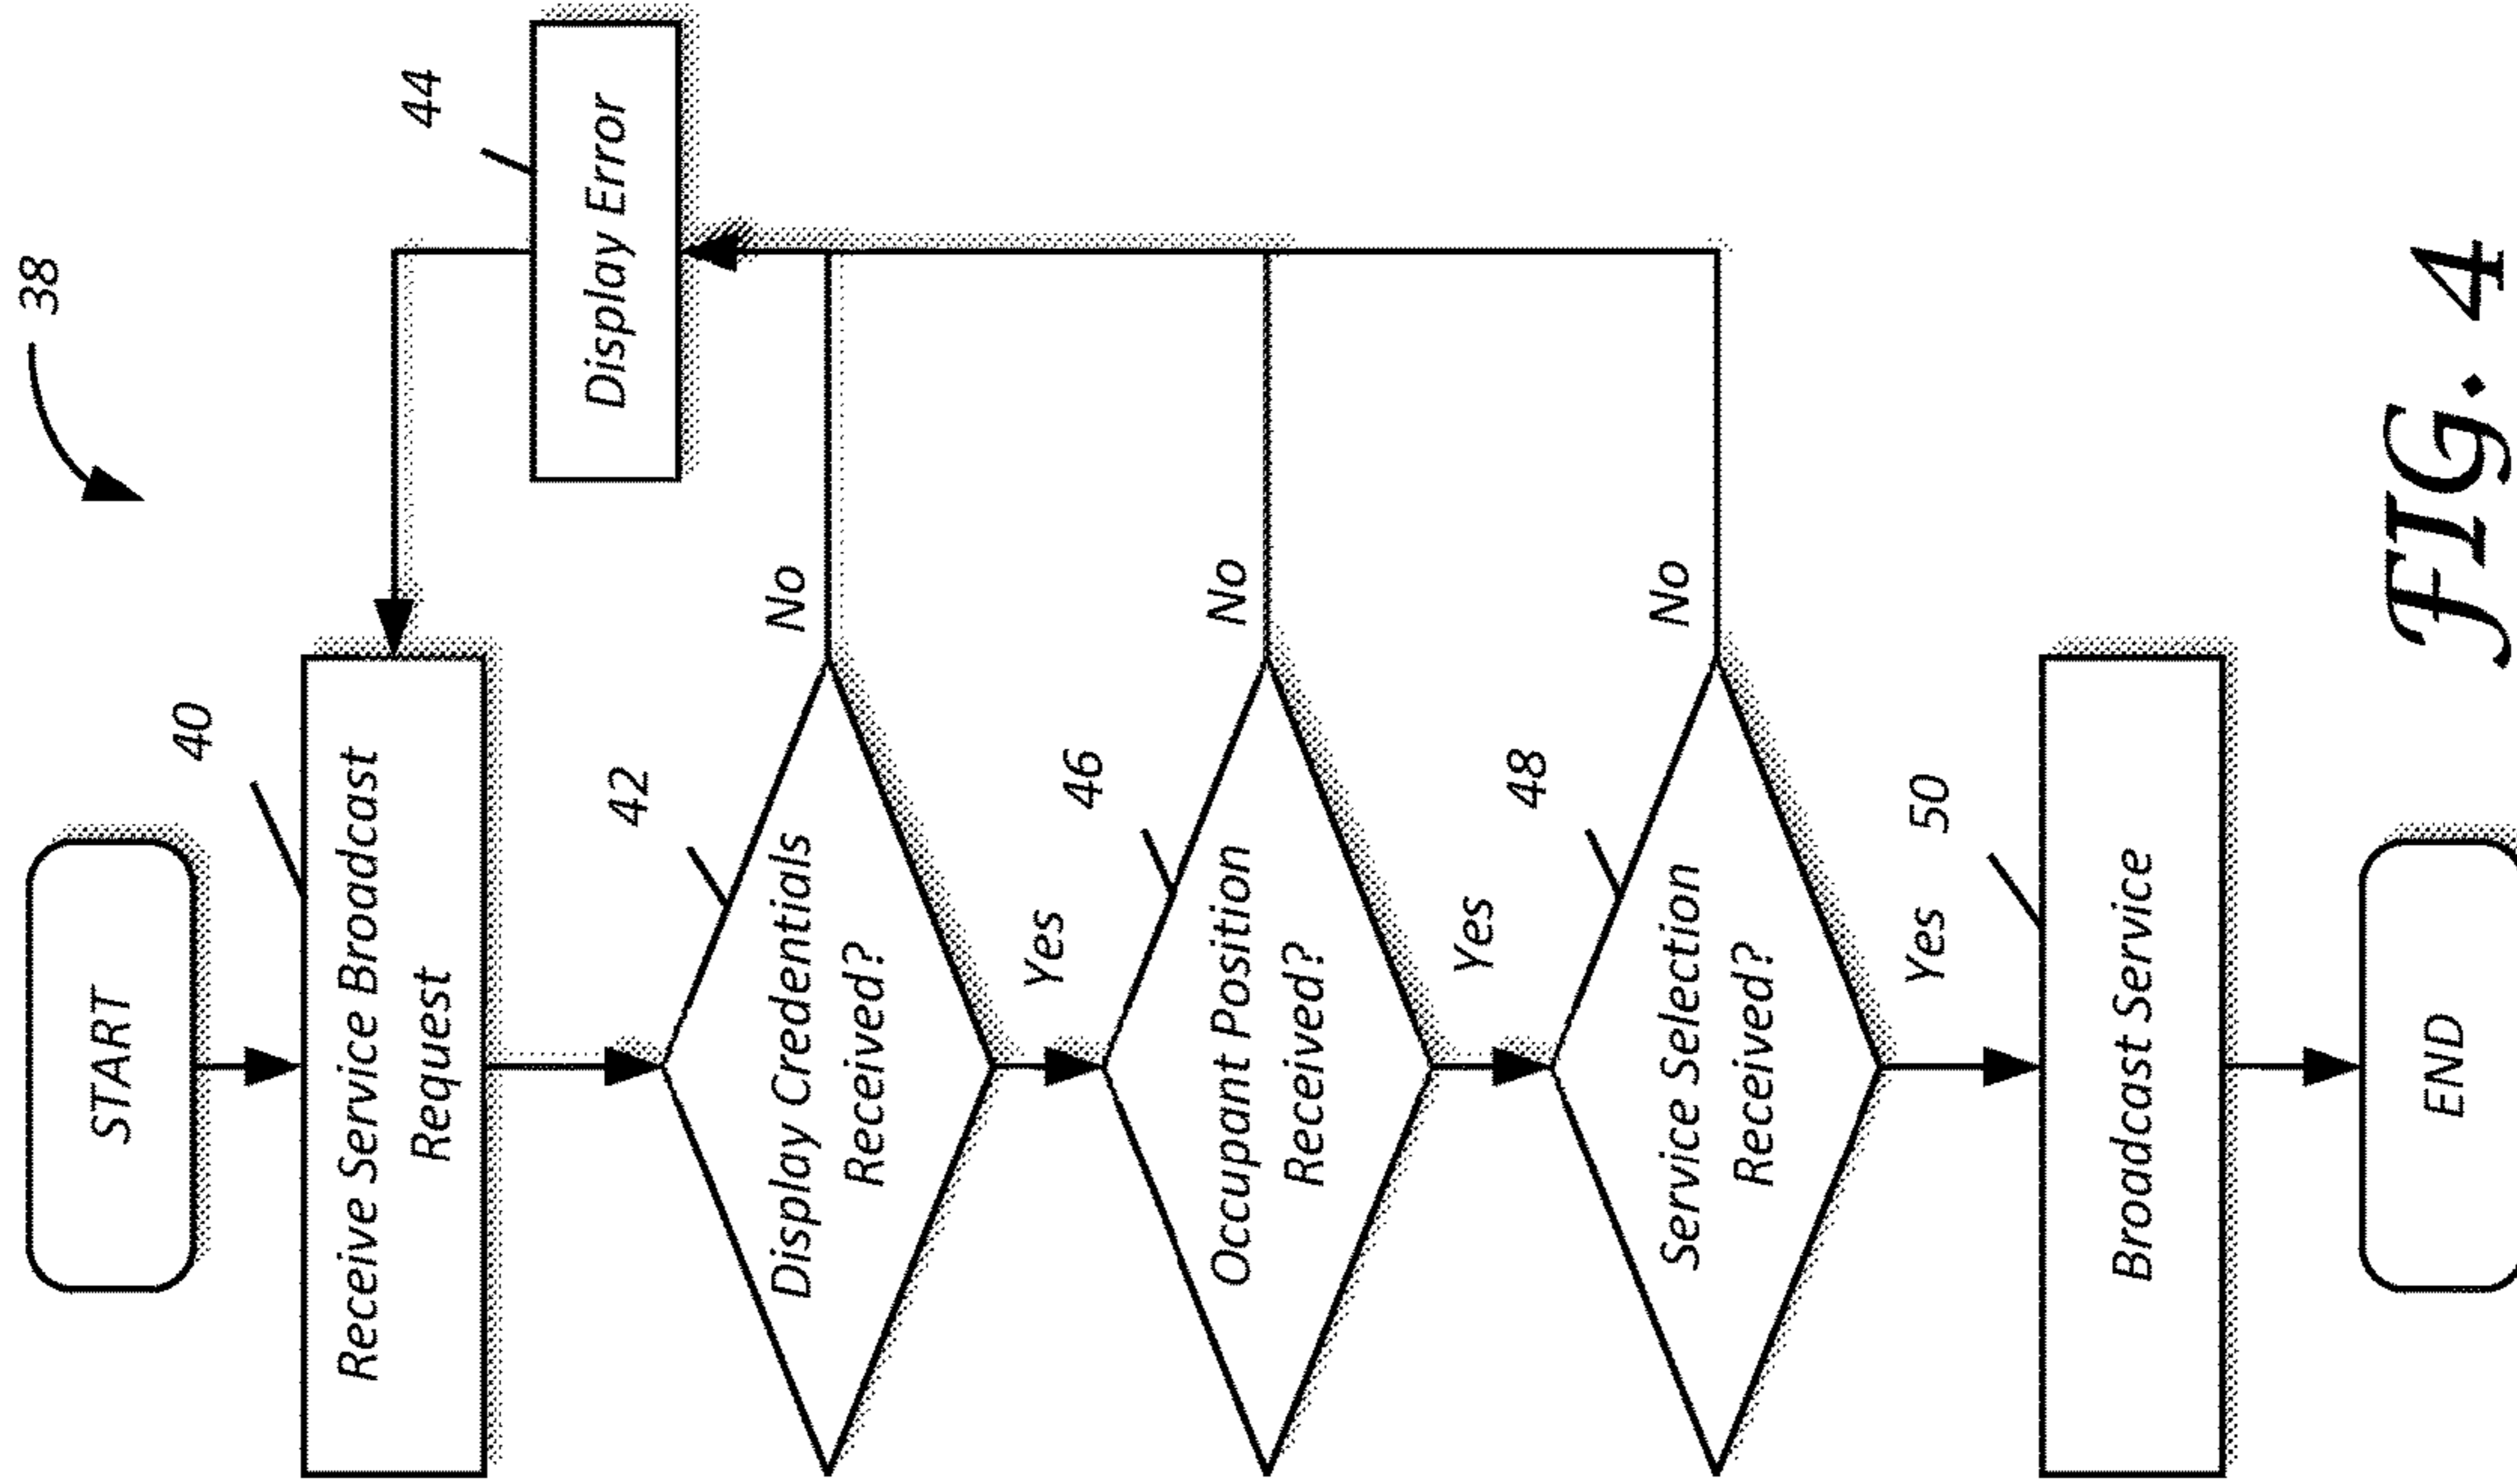 38
START
40
Receive Service Broadcast
Request
44
Display Error
42
Display Credentials
Received?
No
Yes
46
Occupant Position
Received?
No
Yes
48
Service Selection
Received?
No
Yes
50
Broadcast Service
END
FIG. 4